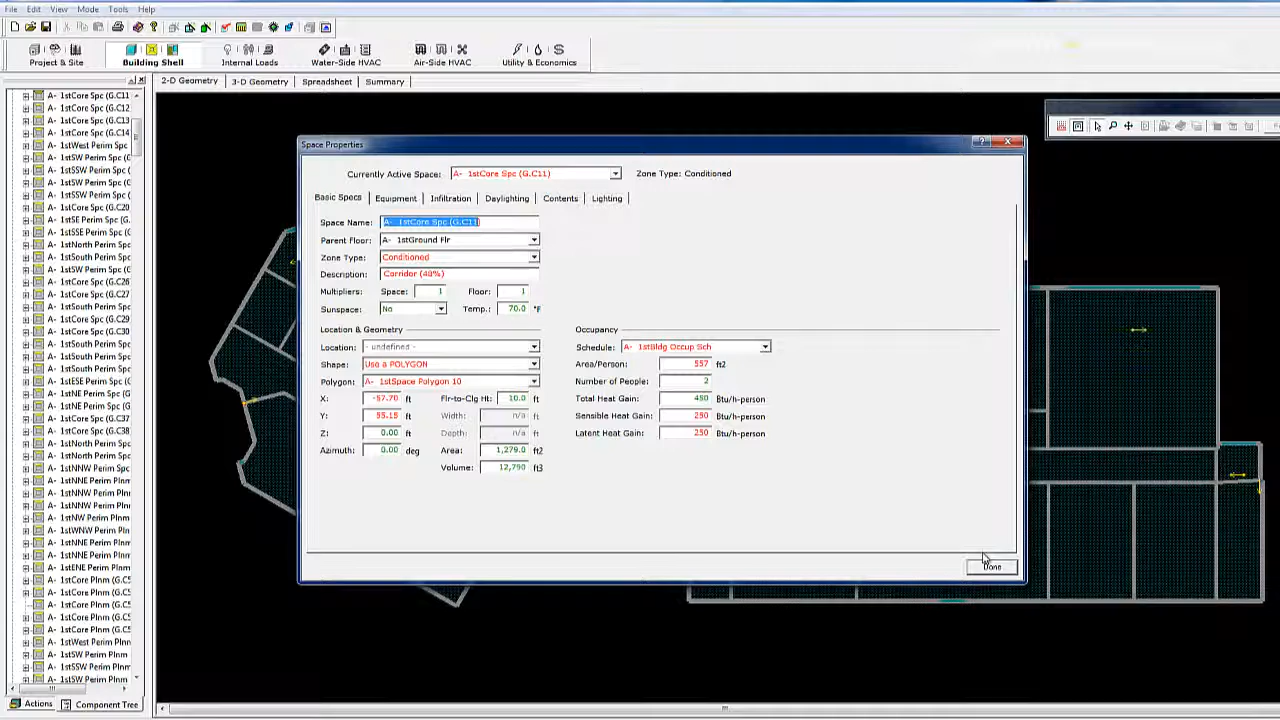 File Edit View Mode Tools Help
Project & Site Building Shell Internal Loads Water-Side HVAC Air-Side HVAC Utility & Economics
2-D Geometry 3-D Geometry Spreadsheet Summary
A- 1stCore Spc (G.C11
A- 1stCore Spc (G.C12
A- 1stCore Spc (G.C13
A- 1stCore Spc (G.C14
A- 1stWest Perim Spc
A- 1stSW Perim Spc (G
A- 1stSSW Perim Spc
A- 1stSW Perim Spc (G
A- 1stSSW Perim Spc
A- 1stCore Spc (G.C20
A- 1stSE Perim Spc (G
A- 1stSSE Perim Spc (
A- 1stNorth Perim Spc
A- 1stSouth Perim Spc
A- 1stSW Perim Spc (G
A- 1stCore Spc (G.C26
A- 1stCore Spc (G.C27
A- 1stSouth Perim Spc
A- 1stCore Spc (G.C29
A- 1stCore Spc (G.C30
A- 1stSouth Perim Spc
A- 1stCore Spc (G.C32
A- 1stSouth Perim Spc
A- 1stESE Perim Spc (
A- 1stNE Perim Spc (G
A- 1stNE Perim Spc (G
A- 1stCore Spc (G.C37
A- 1stCore Spc (G.C38
A- 1stNorth Perim Spc
A- 1stNorth Perim Spc
A- 1stNNW Perim Spc
A- 1stNNE Perim Plnm
A- 1stNNW Perim Plnm
A- 1stNNW Perim Plnm
A- 1stNW Perim Plnm (
A- 1stWNW Perim Plnm
A- 1stNNE Perim Plnm
A- 1stNNE Perim Plnm
A- 1stENE Perim Plnm (
A- 1stCore Plnm (G.C5
A- 1stCore Plnm (G.C5
A- 1stCore Plnm (G.C5
A- 1stCore Plnm (G.C5
A- 1stWest Perim Plnm
A- 1stSW Perim Plnm (
A- 1stSSW Perim Plnm
A- 1stSW Perim Plnm (
Actions Component Tree
Space Properties
Currently Active Space: A- 1stCore Spc (G.C11) Zone Type: Conditioned
Basic Specs Equipment Infiltration Daylighting Contents Lighting
Space Name: A- 1stCore Spc (G.C11)
Parent Floor: A- 1stGround Flr
Zone Type: Conditioned
Description: Corridor (48%)
Multipliers: Space: 1 Floor: 1
Sunspace: No Temp.: 70.0 °F
Location & Geometry
Location: - undefined -
Shape: Use a POLYGON
Polygon: A- 1stSpace Polygon 10
X: -57.70 ft Flr-to-Clg Ht: 10.0 ft
Y: 55.15 ft Width: n/a ft
Z: 0.00 ft Depth: n/a ft
Azimuth: 0.00 deg Area: 1,279.0 ft2
Volume: 12,790 ft3
Occupancy
Schedule: A- 1stBldg Occup Sch
Area/Person: 557 ft2
Number of People: 2
Total Heat Gain: 450 Btu/h-person
Sensible Heat Gain: 250 Btu/h-person
Latent Heat Gain: 250 Btu/h-person
Done